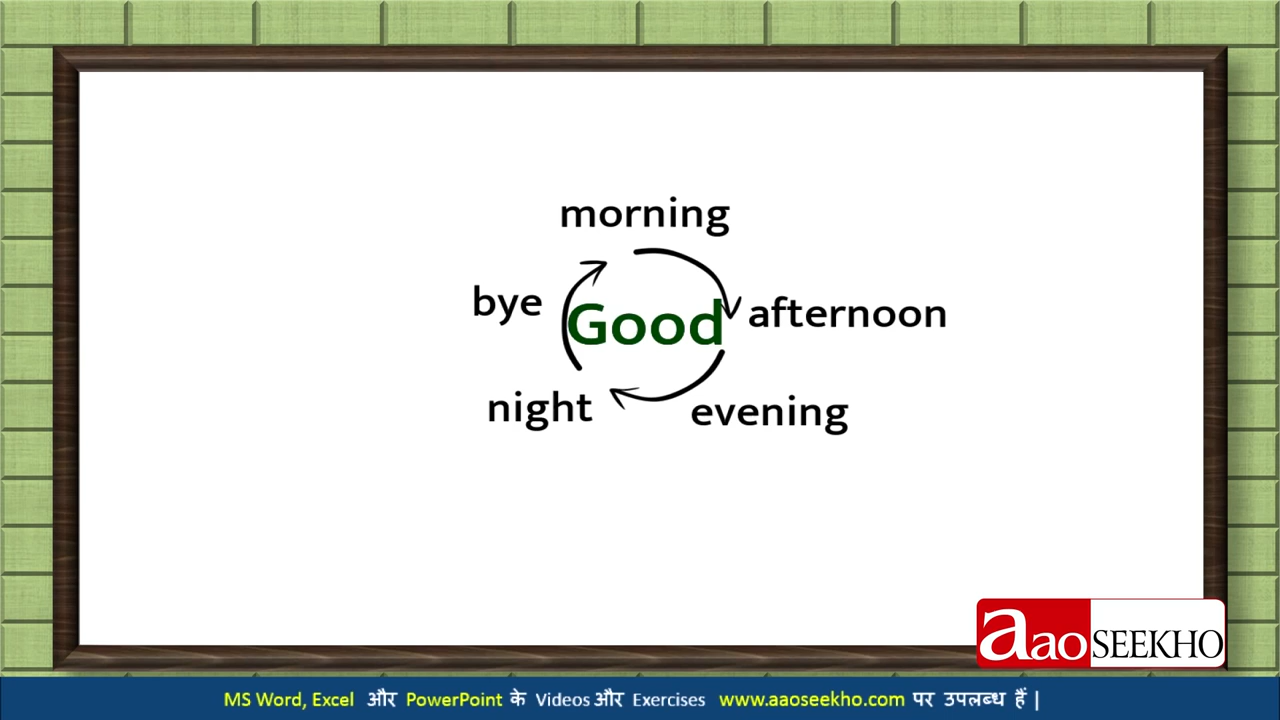 morning
bye
Good
afternoon
night
evening
aaoSEEKHO
MS Word, Excel और PowerPoint के Videos और Exercises www.aaoseekho.com पर उपलब्ध हैं |